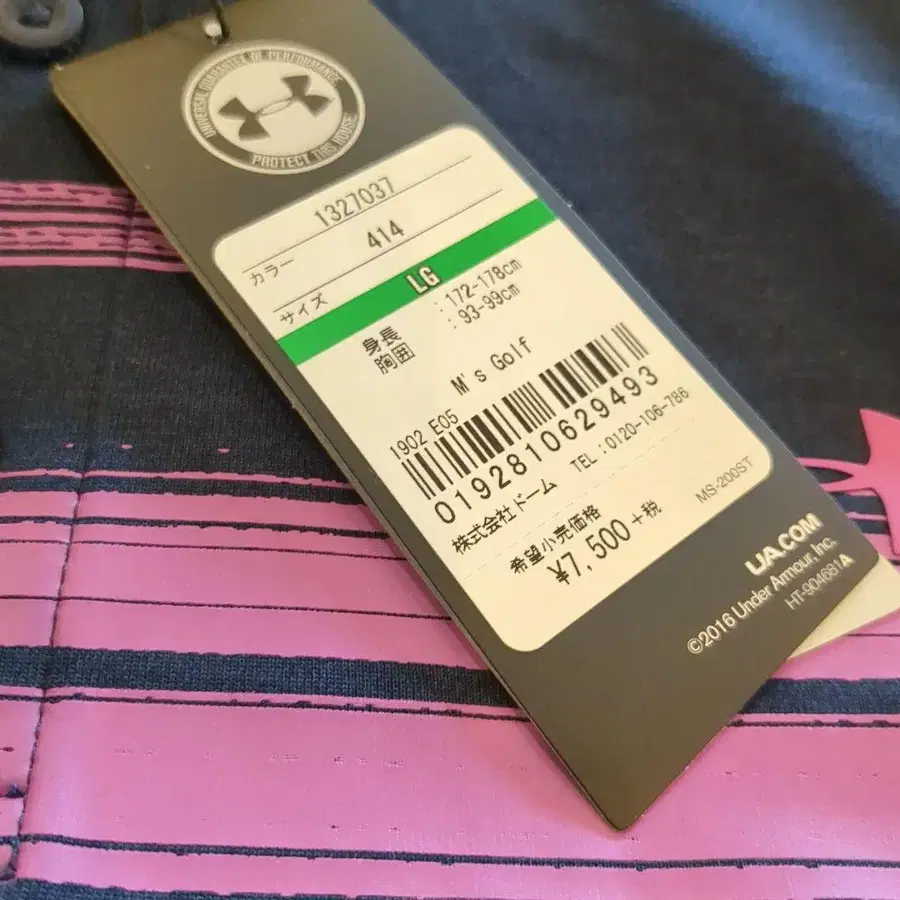 UNIVERSAL GUARANTEE OF PERFORMANCE
PROTECT THIS HOUSE
1327037
カラー 414
サイズ LG
身長 :172-178cm
胸囲 :93-99cm
M's Golf
1902 E05
0192810629493
株式会社ドーム TEL:0120-106-786
希望小売価格
¥7,500+税
MS-200ST
UA.COM
©2016 Under Armour, Inc.
HT-904681A